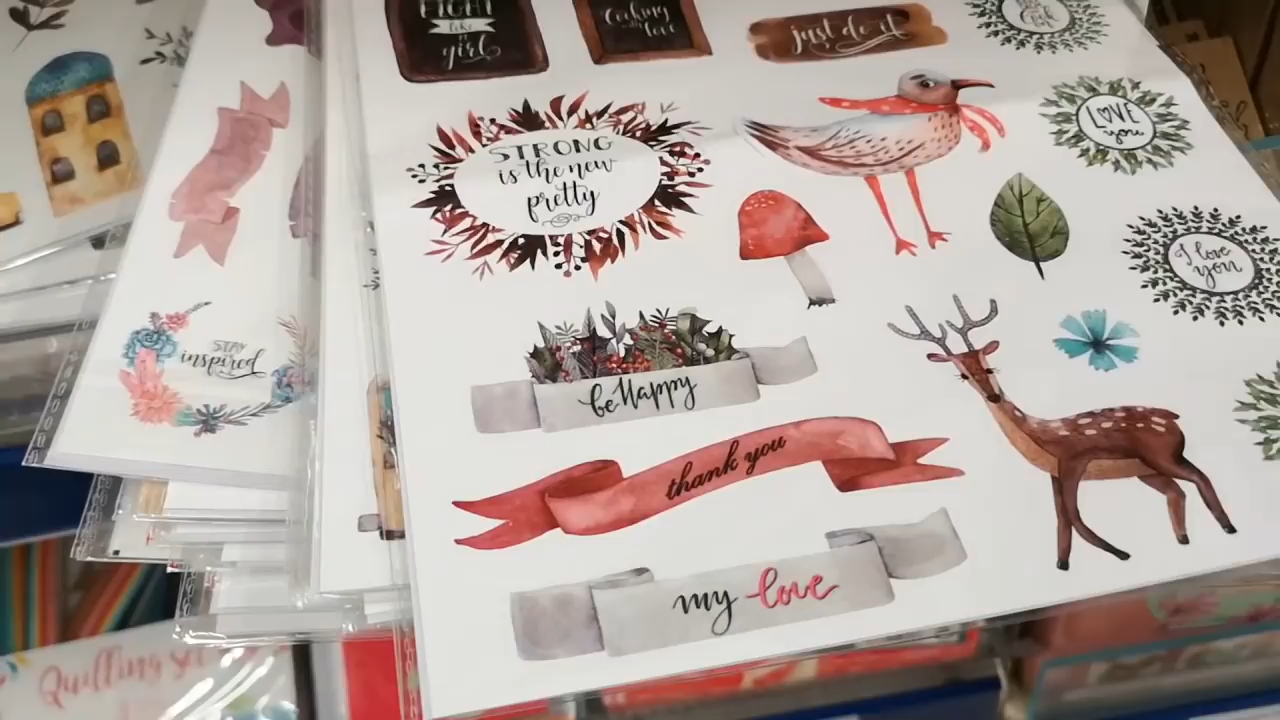 FIGHT
like
a
girl
Cooking
with
love
just do it
STRONG
is the new
pretty
LOVE
you
I love
you
STAY
inspired
be Happy
thank you
my love
Quilling set